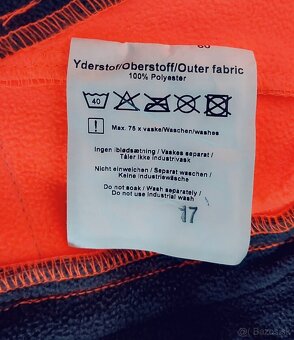 60
Yderstof/Oberstoff/Outer fabric
100% Polyester
40
! Max: 75 x vaske/Waschen/washes
Ingen iblødsætning / Vaskes separat /
Tåler ikke industrivask
Nicht einweichen / Separat waschen /
Keine Industriewäsche
Do not soak / Wash separately /
Do not use industrial wash
17